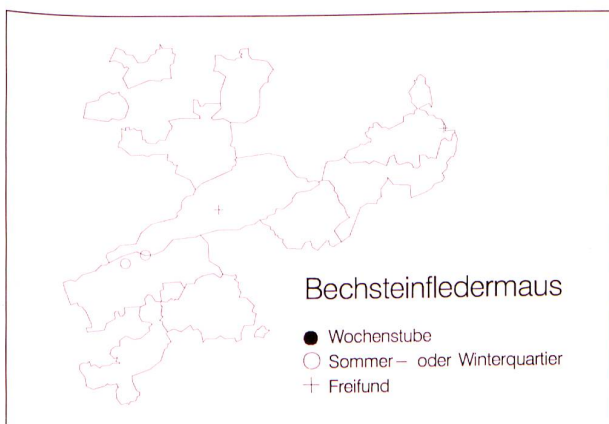 Bechsteinfledermaus
Wochenstube
Sommer– oder Winterquartier
Freifund